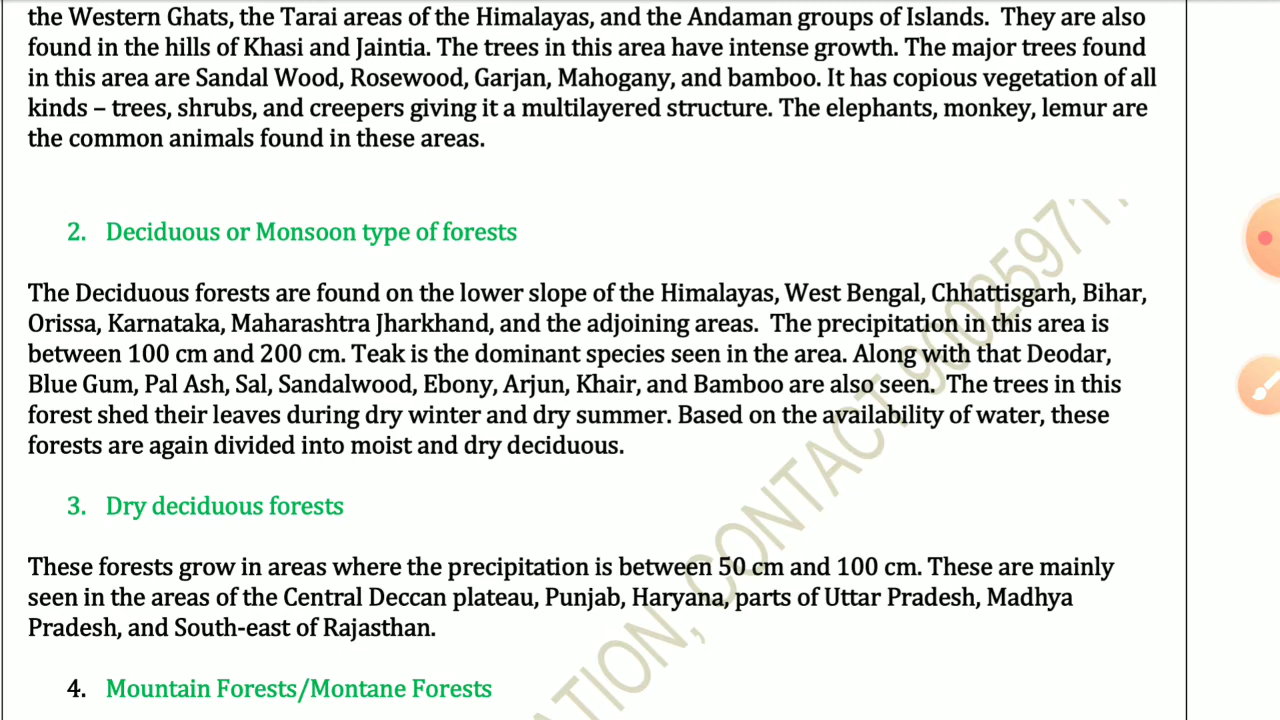 the Western Ghats, the Tarai areas of the Himalayas, and the Andaman groups of Islands. They are also
found in the hills of Khasi and Jaintia. The trees in this area have intense growth. The major trees found
in this area are Sandal Wood, Rosewood, Garjan, Mahogany, and bamboo. It has copious vegetation of all
kinds – trees, shrubs, and creepers giving it a multilayered structure. The elephants, monkey, lemur are
the common animals found in these areas.
2. Deciduous or Monsoon type of forests
The Deciduous forests are found on the lower slope of the Himalayas, West Bengal, Chhattisgarh, Bihar,
Orissa, Karnataka, Maharashtra Jharkhand, and the adjoining areas. The precipitation in this area is
between 100 cm and 200 cm. Teak is the dominant species seen in the area. Along with that Deodar,
Blue Gum, Pal Ash, Sal, Sandalwood, Ebony, Arjun, Khair, and Bamboo are also seen. The trees in this
forest shed their leaves during dry winter and dry summer. Based on the availability of water, these
forests are again divided into moist and dry deciduous.
3. Dry deciduous forests
These forests grow in areas where the precipitation is between 50 cm and 100 cm. These are mainly
seen in the areas of the Central Deccan plateau, Punjab, Haryana, parts of Uttar Pradesh, Madhya
Pradesh, and South-east of Rajasthan.
4. Mountain Forests/Montane Forests
CONTACT